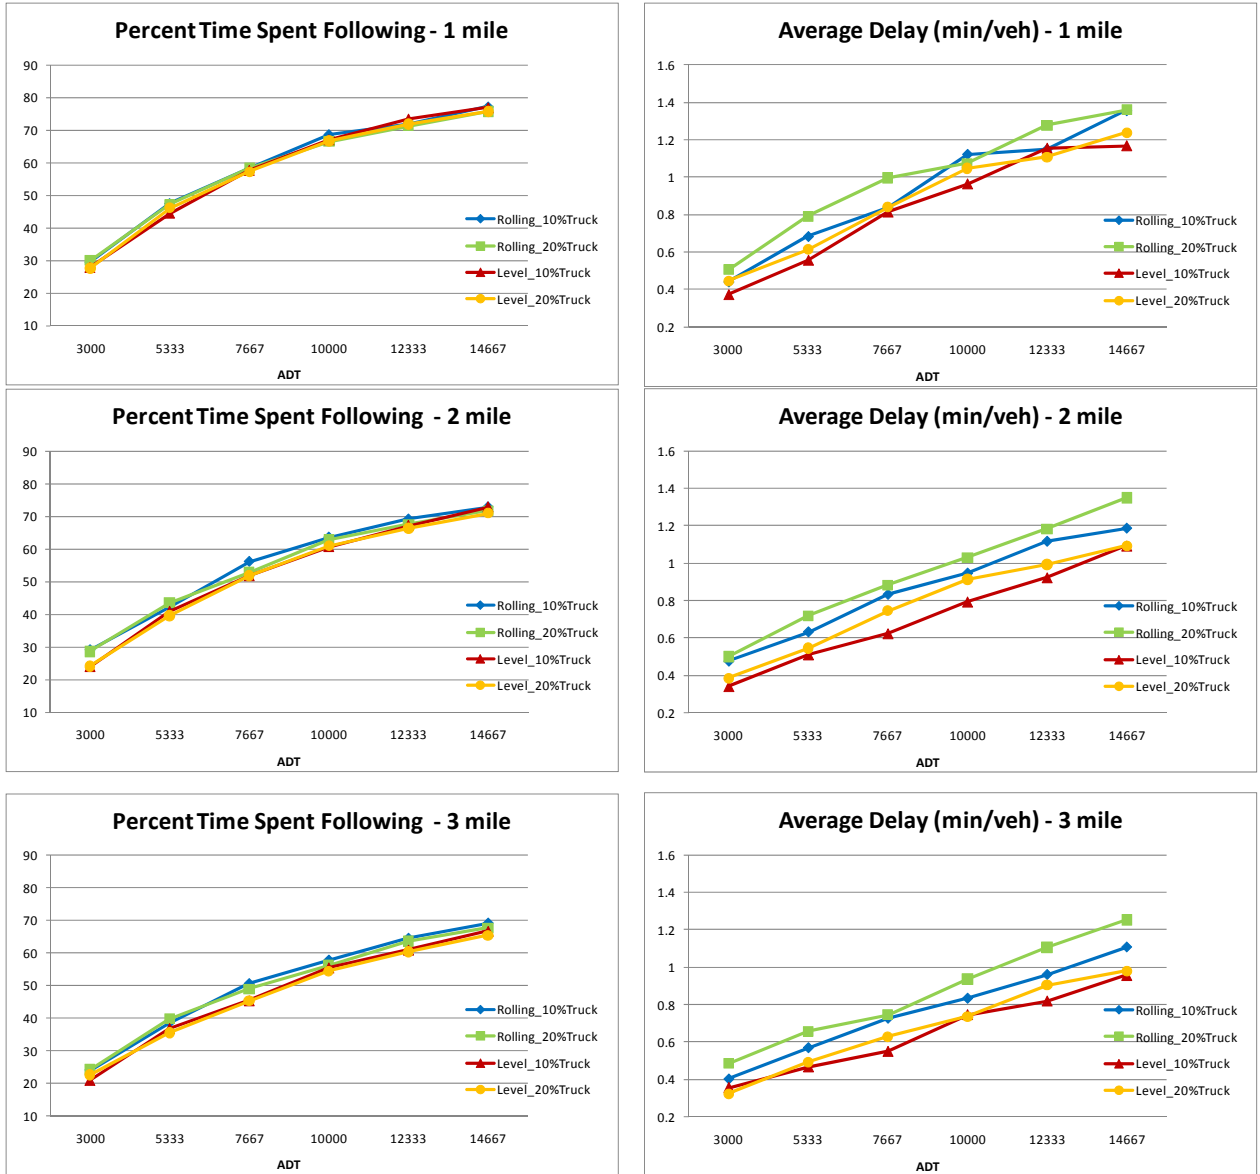 Percent Time Spent Following - 1 mile
90
80
70
60
50
40
30
20
10
3000 5333 7667 10000 12333 14667
ADT
Rolling_10%Truck
Rolling_20%Truck
Level_10%Truck
Level_20%Truck
Average Delay (min/veh) - 1 mile
1.6
1.4
1.2
1
0.8
0.6
0.4
0.2
3000 5333 7667 10000 12333 14667
ADT
Rolling_10%Truck
Rolling_20%Truck
Level_10%Truck
Level_20%Truck
Percent Time Spent Following - 2 mile
90
80
70
60
50
40
30
20
10
3000 5333 7667 10000 12333 14667
ADT
Rolling_10%Truck
Rolling_20%Truck
Level_10%Truck
Level_20%Truck
Average Delay (min/veh) - 2 mile
1.6
1.4
1.2
1
0.8
0.6
0.4
0.2
3000 5333 7667 10000 12333 14667
ADT
Rolling_10%Truck
Rolling_20%Truck
Level_10%Truck
Level_20%Truck
Percent Time Spent Following - 3 mile
90
80
70
60
50
40
30
20
10
3000 5333 7667 10000 12333 14667
ADT
Rolling_10%Truck
Rolling_20%Truck
Level_10%Truck
Level_20%Truck
Average Delay (min/veh) - 3 mile
1.6
1.4
1.2
1
0.8
0.6
0.4
0.2
3000 5333 7667 10000 12333 14667
ADT
Rolling_10%Truck
Rolling_20%Truck
Level_10%Truck
Level_20%Truck